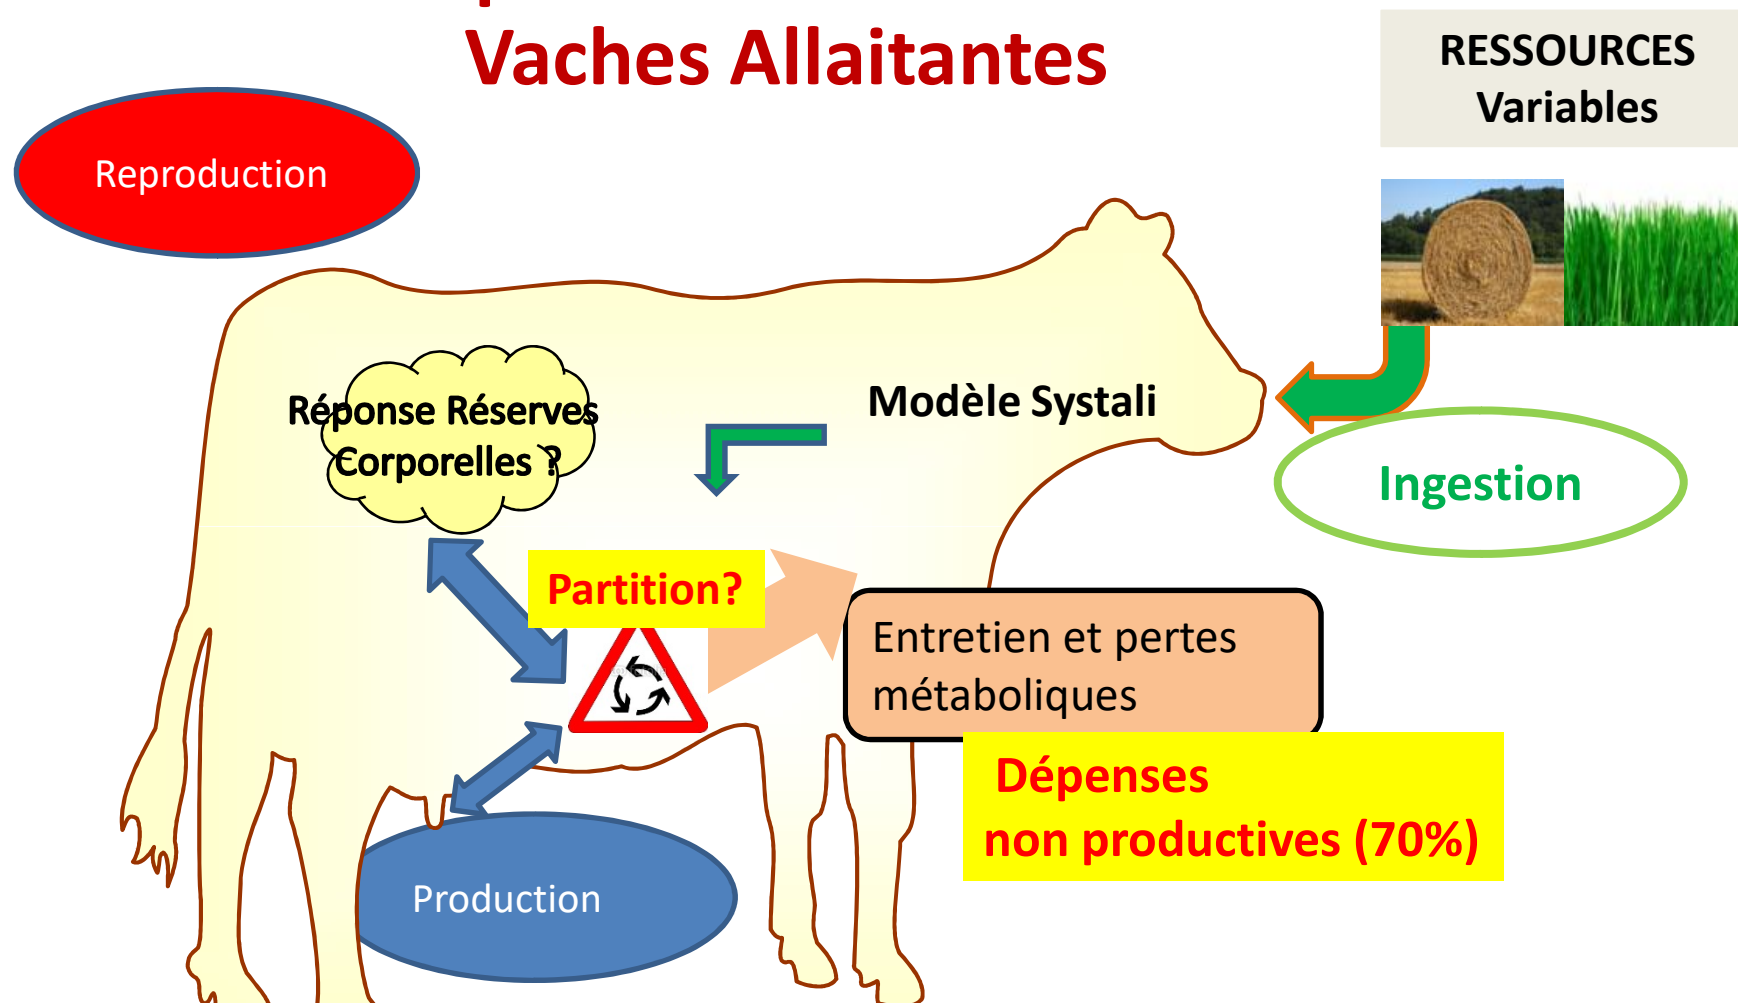 Vaches Allaitantes
RESSOURCES
Variables
Reproduction
Réponse Réserves
Corporelles ?
Modèle Systali
Ingestion
Partition?
Entretien et pertes
métaboliques
Dépenses
non productives (70%)
Production